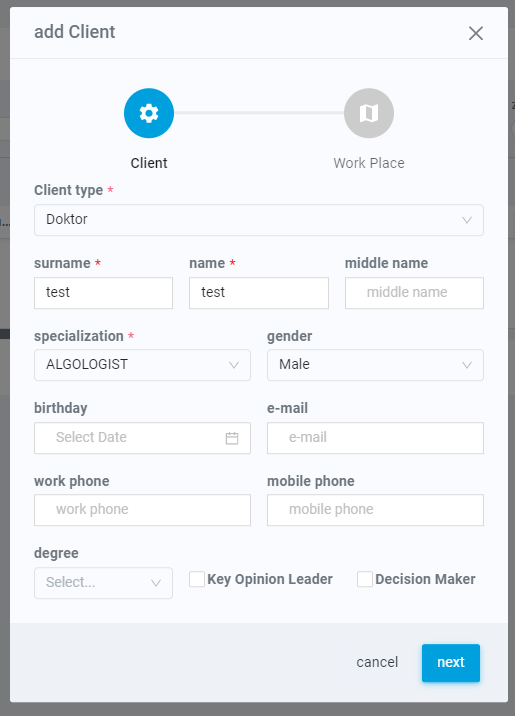 add Client
Client Work Place
Client type *
Doktor
surname * name * middle name
test test middle name
specialization * gender
ALGOLOGIST Male
birthday e-mail
Select Date e-mail
work phone mobile phone
work phone mobile phone
degree
Select... Key Opinion Leader Decision Maker
cancel next